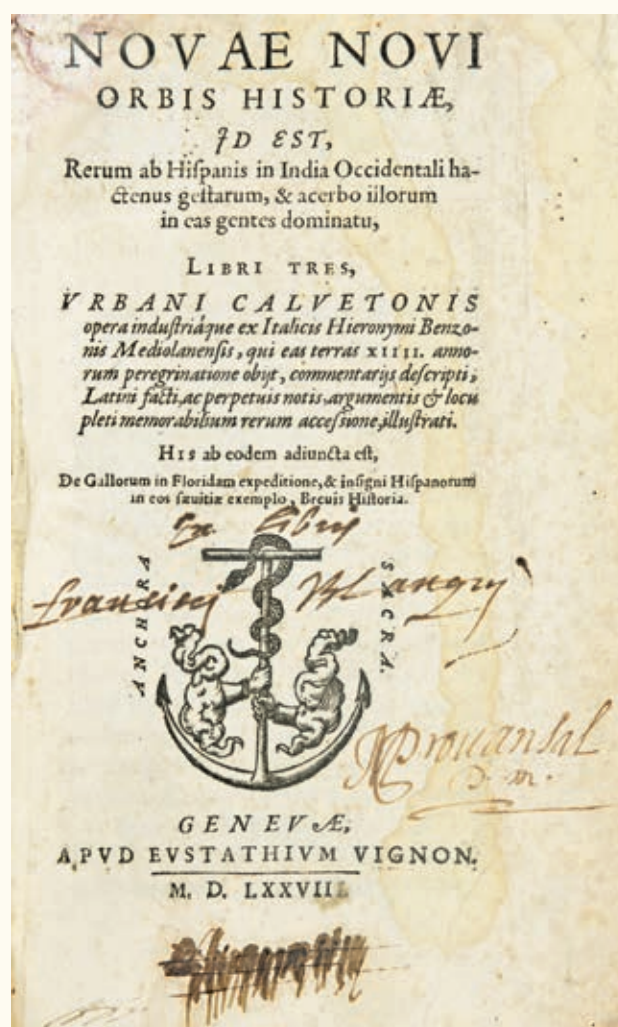 NOVAE NOVI
ORBIS HISTORIÆ,
ID EST,
Rerum ab Hiſpanis in India Occidentali ha-
ctenus geſtarum, & acerbo illorum
in eas gentes dominatu,
LIBRI TRES,
VRBANI CALVETONIS
opera induſtriáque ex Italicis Hieronymi Benzo-
nis Mediolanenſis, qui eas terras XIIII. anno-
rum peregrinatione obijt, commentarijs deſcripti,
Latini facti, ac perpetuis notis, argumentis & locu
pleti memorabilium rerum acceſsione, illuſtrati.
HIS ab eodem adiuncta eſt,
De Gallorum in Floridam expeditione, & inſigni Hiſpanorum
in eos ſæuitiæ exemplo, Breuis Hiſtoria.
Ex libris
Francisci
ANCHORA
SACRA.
Prouansal
D. m.
GENEVÆ,
APVD EVSTATHIVM VIGNON.
M. D. LXXVIII